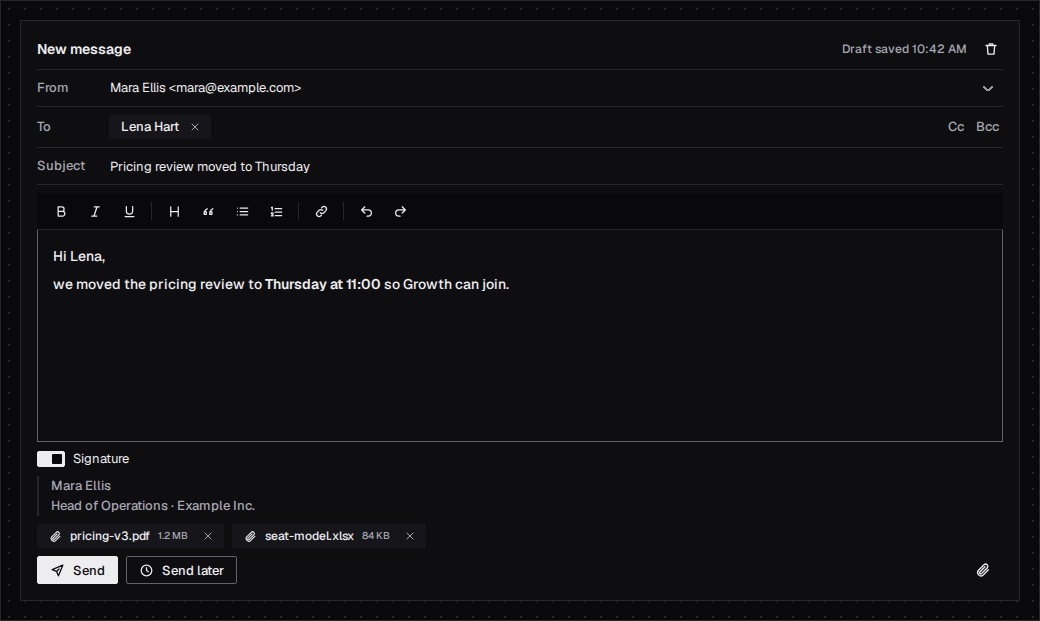 New message
Draft saved 10:42 AM
From
Mara Ellis <mara@example.com>
To
Lena Hart
Cc
Bcc
Subject
Pricing review moved to Thursday
B I U H
Hi Lena,
we moved the pricing review to Thursday at 11:00 so Growth can join.
Signature
Mara Ellis
Head of Operations · Example Inc.
pricing-v3.pdf 1.2 MB
seat-model.xlsx 84 KB
Send
Send later